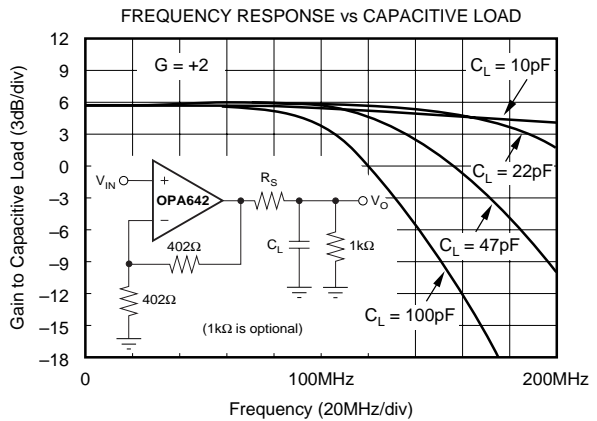 FREQUENCY RESPONSE vs CAPACITIVE LOAD
Gain to Capacitive Load (3dB/div)
12
9
6
3
0
–3
–6
–9
–12
–15
–18
G = +2
C_L = 10pF
C_L = 22pF
C_L = 47pF
C_L = 100pF
V_IN
+
–
OPA642
R_S
V_O
402Ω
C_L
1kΩ
402Ω
(1kΩ is optional)
0
100MHz
200MHz
Frequency (20MHz/div)